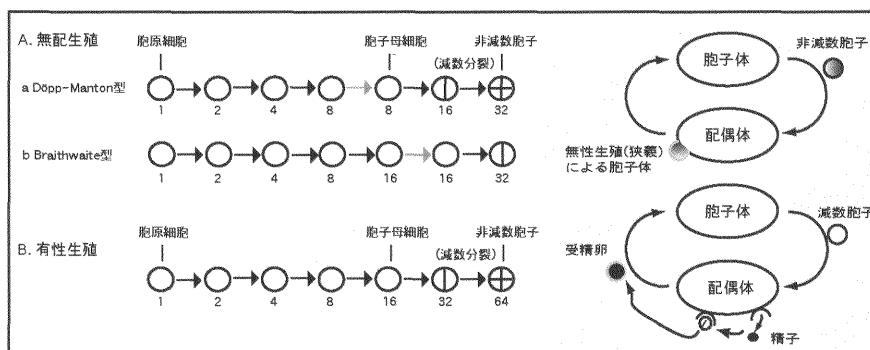 A. 無配生殖
胞原細胞 胞子母細胞 非減数胞子
(減数分裂)
a Döpp-Manton型
1 2 4 8 8 16 32
b Braithwaite型
1 2 4 8 16 16 32
B. 有性生殖
胞原細胞 胞子母細胞 非減数胞子
(減数分裂)
1 2 4 8 16 32 64
胞子体
非減数胞子
配偶体
無性生殖(狭義)
による胞子体
胞子体
減数胞子
受精卵
配偶体
精子